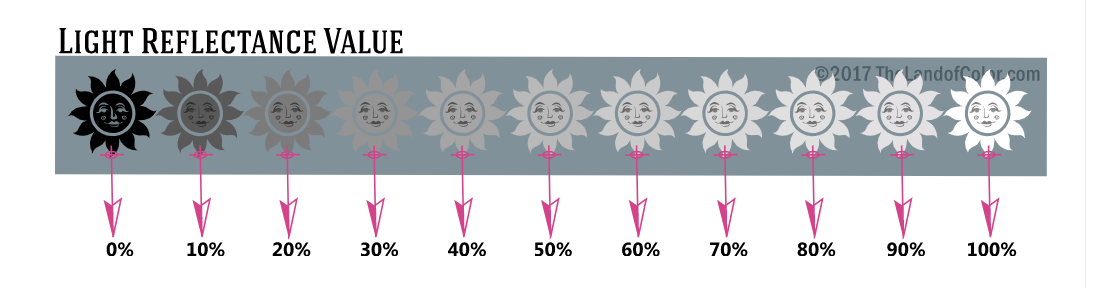 Light Reflectance Value
©2017 TheLandofColor.com
0% 10% 20% 30% 40% 50% 60% 70% 80% 90% 100%